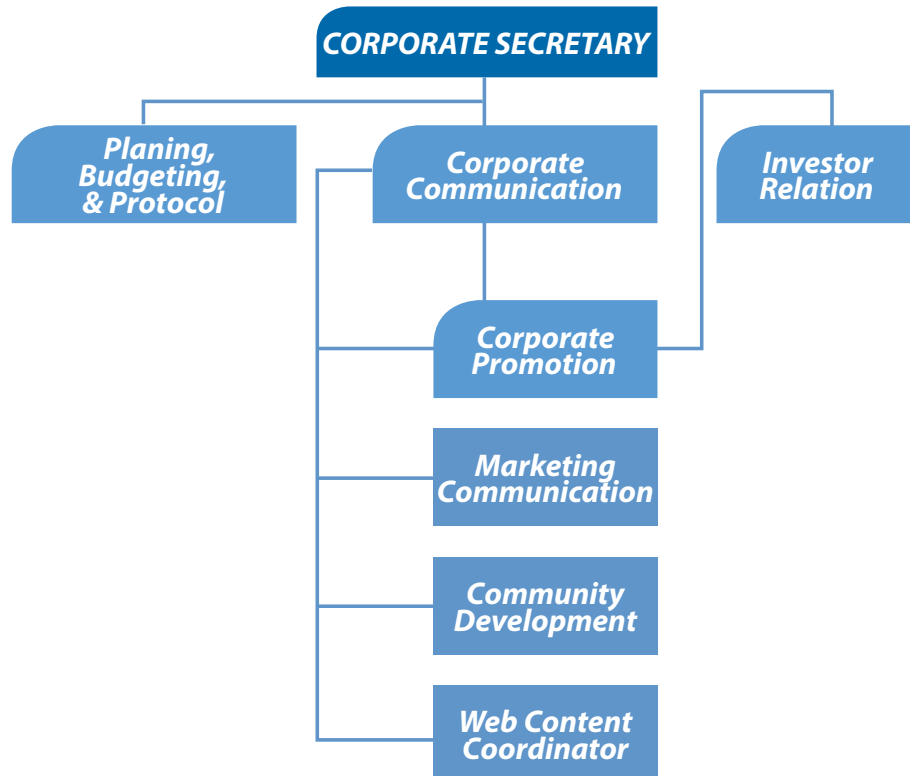 CORPORATE SECRETARY
Planing,
Budgeting,
& Protocol
Corporate
Communication
Investor
Relation
Corporate
Promotion
Marketing
Communication
Community
Development
Web Content
Coordinator